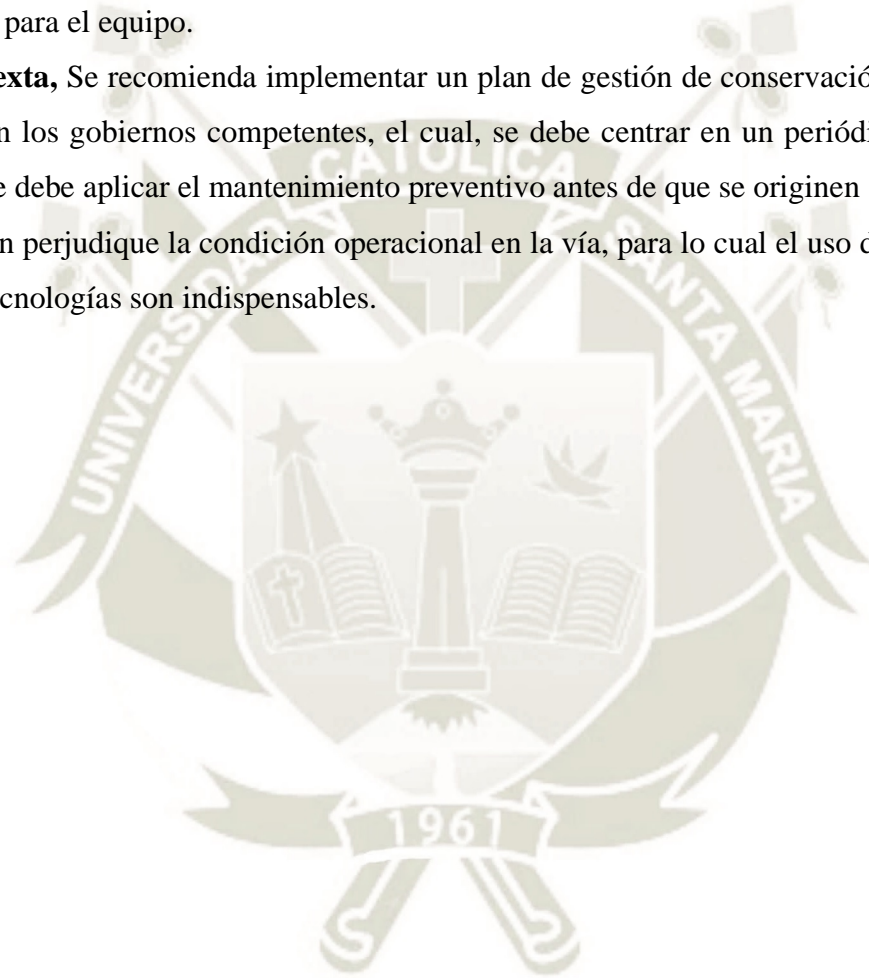 para el equipo.
exta, Se recomienda implementar un plan de gestión de conservació
n los gobiernos competentes, el cual, se debe centrar en un periódi
e debe aplicar el mantenimiento preventivo antes de que se originen
n perjudique la condición operacional en la vía, para lo cual el uso d
cnologías son indispensables.
UNIVERSIDAD CATOLICA SANTA MARIA
1961